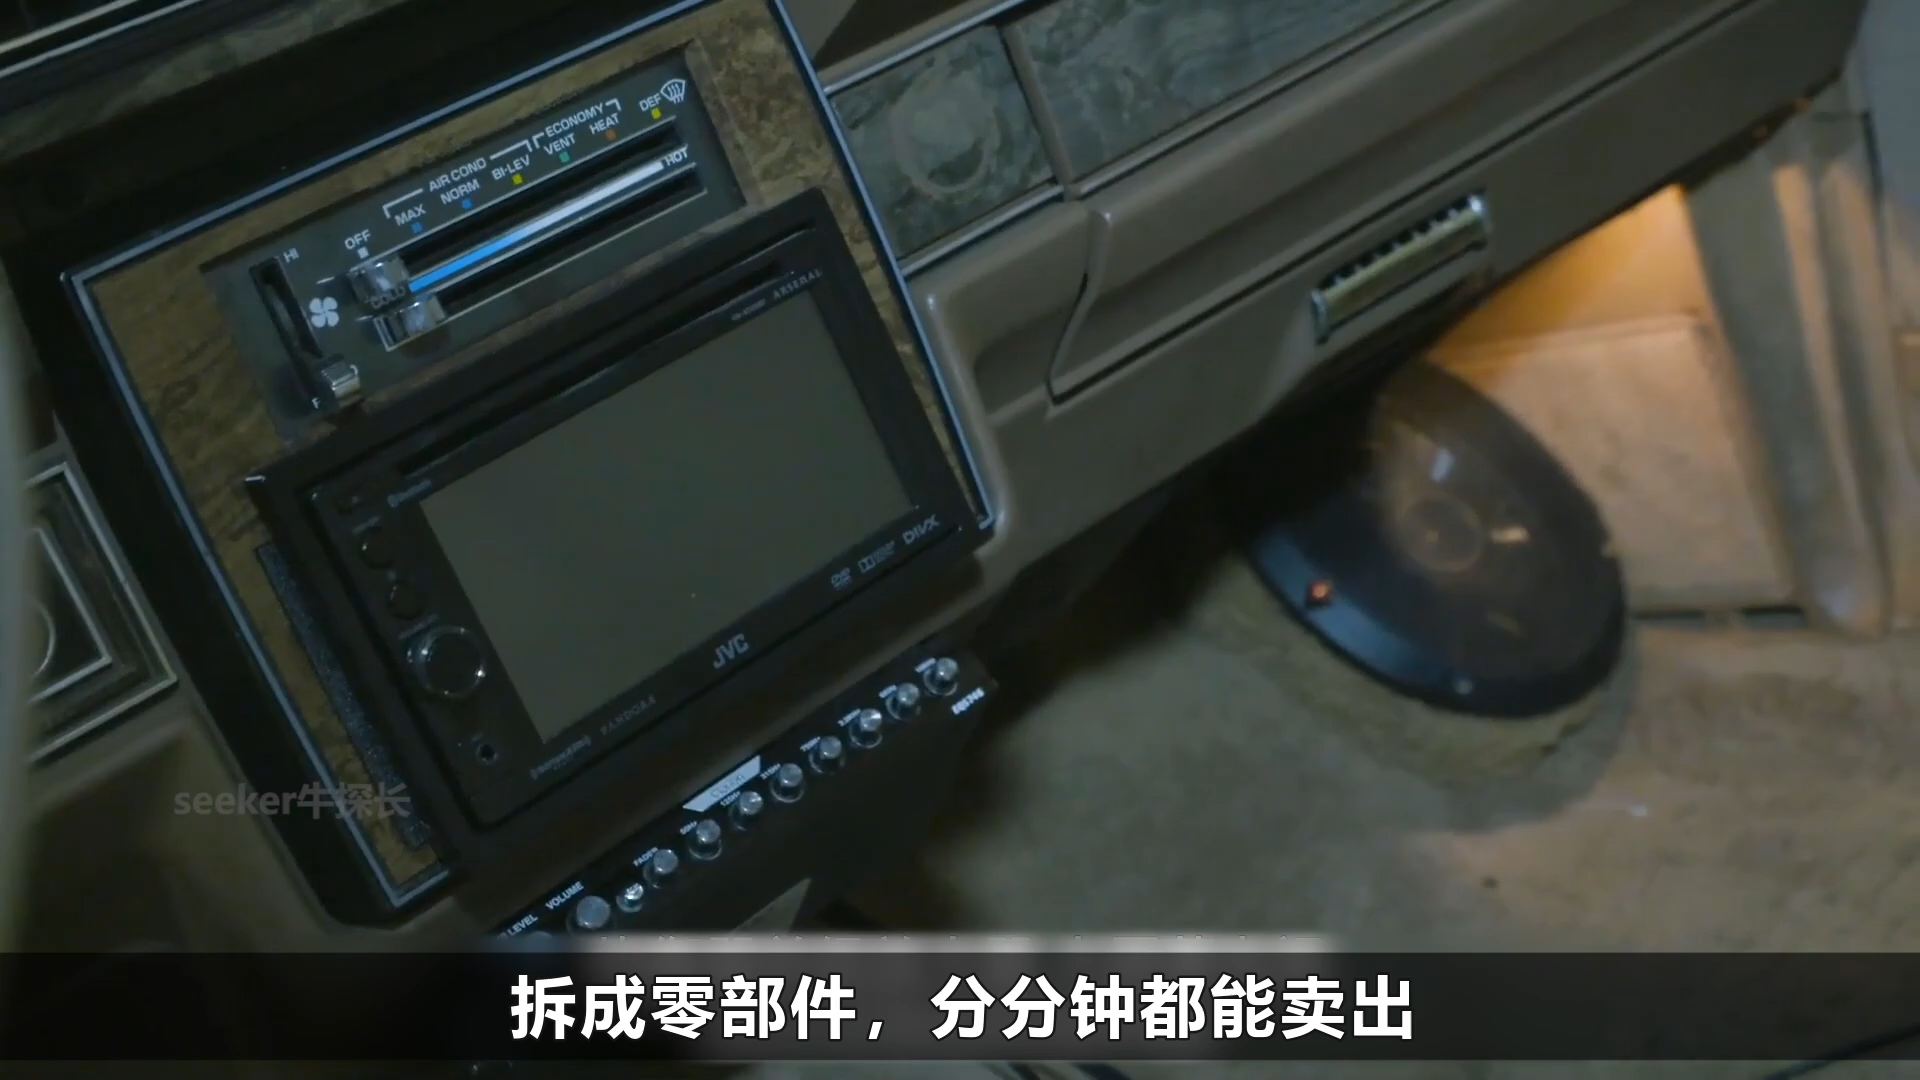 DEF
ECONOMY
VENT HEAT
AIR COND
MAX NORM BI-LEV
OFF
HI
HOT
COLD
ARSENAL
DIVX
JVC
PANDORA
FADER
LEVEL VOLUME
seeker牛探长
拆成零部件，分分钟都能卖出